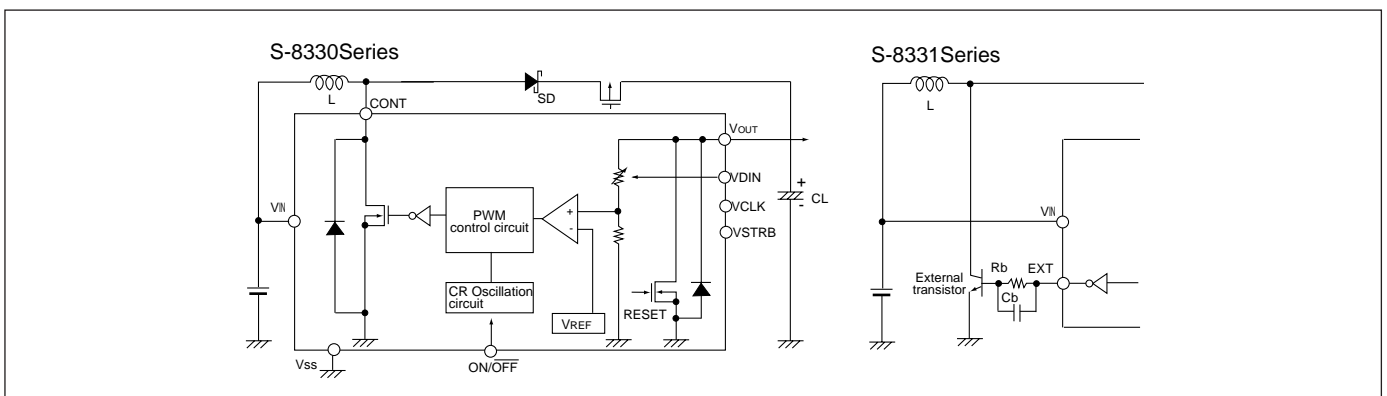 S-8330Series
L
CONT
SD
VOUT
VDIN
VCLK
VSTRB
+
-
CL
VIN
PWM
control circuit
+
-
CR Oscillation
circuit
VREF
RESET
Vss
ON/OFF
S-8331Series
L
VIN
External
transistor
Rb
EXT
Cb